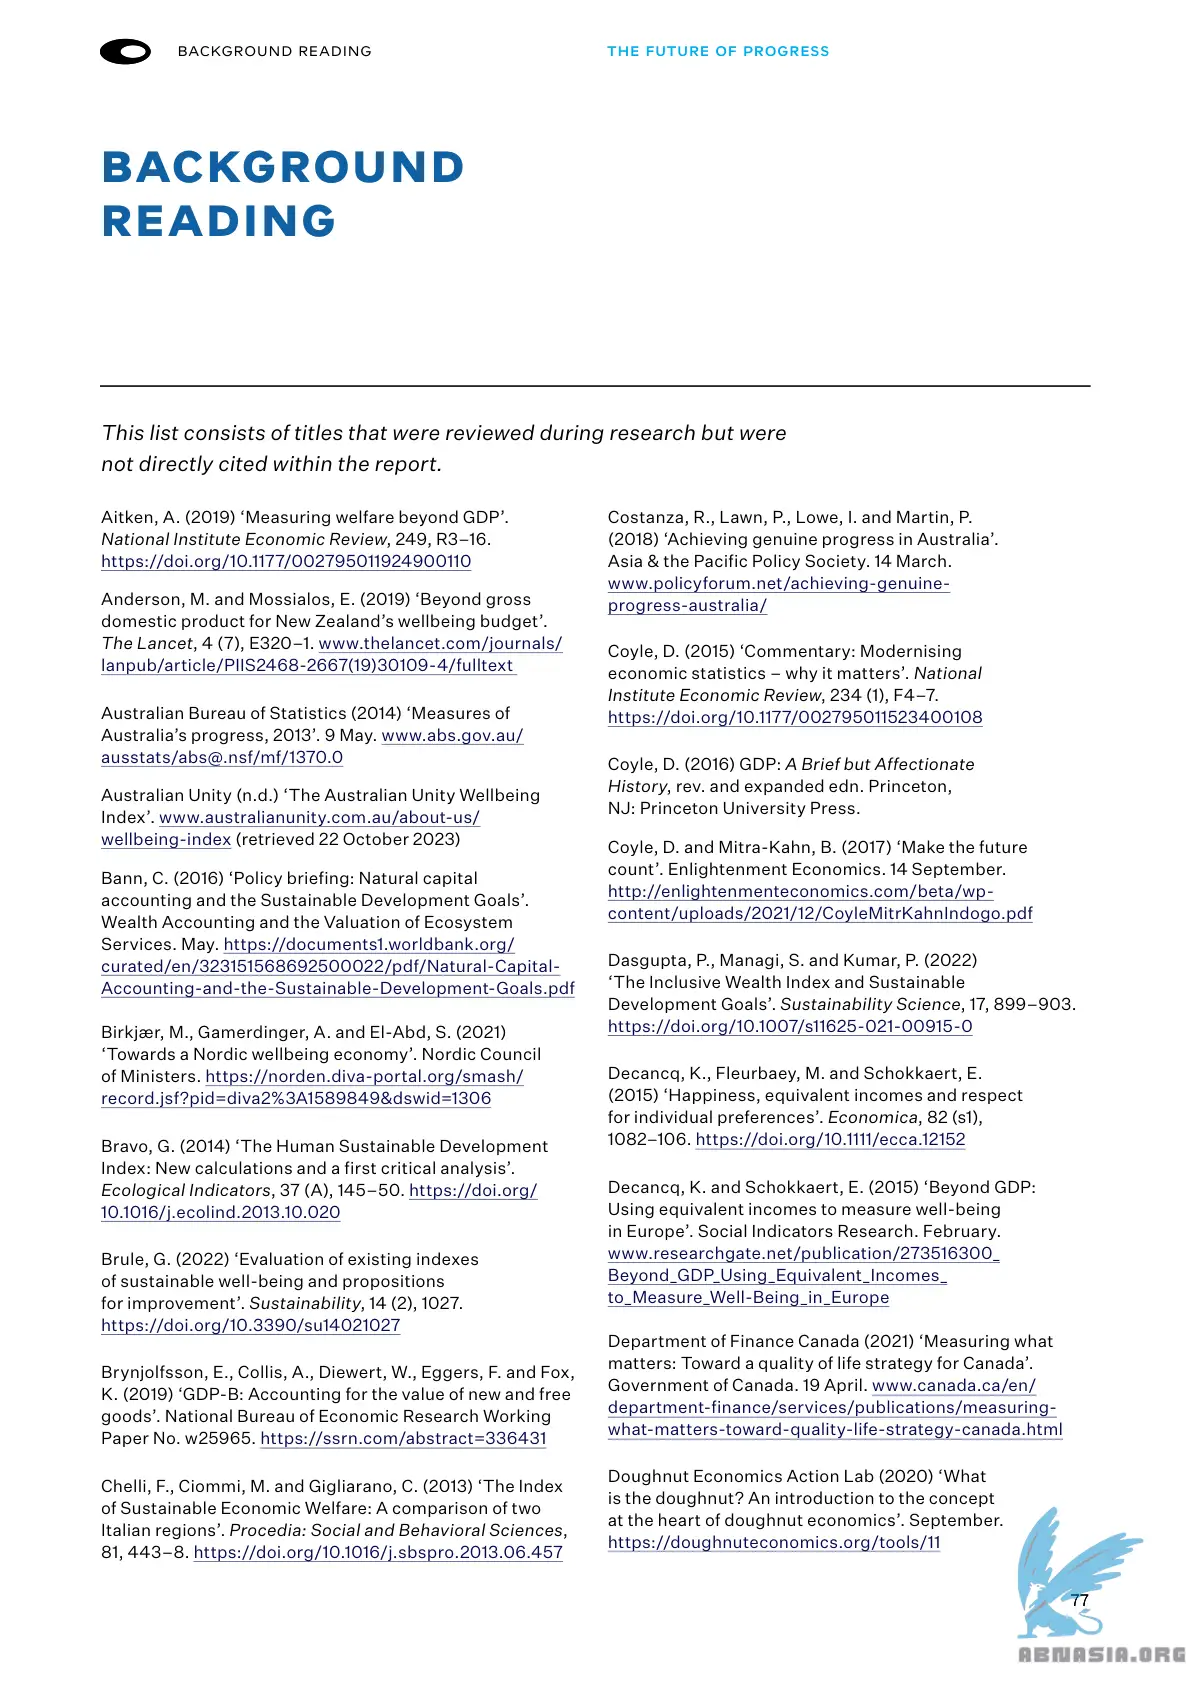 BACKGROUND READING
THE FUTURE OF PROGRESS
BACKGROUND
READING
This list consists of titles that were reviewed during research but were
not directly cited within the report.
Aitken, A. (2019) ‘Measuring welfare beyond GDP’.
National Institute Economic Review, 249, R3–16.
https://doi.org/10.1177/002795011924900110
Anderson, M. and Mossialos, E. (2019) ‘Beyond gross
domestic product for New Zealand’s wellbeing budget’.
The Lancet, 4 (7), E320–1. www.thelancet.com/journals/
lanpub/article/PIIS2468-2667(19)30109-4/fulltext
Australian Bureau of Statistics (2014) ‘Measures of
Australia’s progress, 2013’. 9 May. www.abs.gov.au/
ausstats/abs@.nsf/mf/1370.0
Australian Unity (n.d.) ‘The Australian Unity Wellbeing
Index’. www.australianunity.com.au/about-us/
wellbeing-index (retrieved 22 October 2023)
Bann, C. (2016) ‘Policy briefing: Natural capital
accounting and the Sustainable Development Goals’.
Wealth Accounting and the Valuation of Ecosystem
Services. May. https://documents1.worldbank.org/
curated/en/323151568692500022/pdf/Natural-Capital-
Accounting-and-the-Sustainable-Development-Goals.pdf
Birkjær, M., Gamerdinger, A. and El-Abd, S. (2021)
‘Towards a Nordic wellbeing economy’. Nordic Council
of Ministers. https://norden.diva-portal.org/smash/
record.jsf?pid=diva2%3A1589849&dswid=1306
Bravo, G. (2014) ‘The Human Sustainable Development
Index: New calculations and a first critical analysis’.
Ecological Indicators, 37 (A), 145–50. https://doi.org/
10.1016/j.ecolind.2013.10.020
Brule, G. (2022) ‘Evaluation of existing indexes
of sustainable well-being and propositions
for improvement’. Sustainability, 14 (2), 1027.
https://doi.org/10.3390/su14021027
Brynjolfsson, E., Collis, A., Diewert, W., Eggers, F. and Fox,
K. (2019) ‘GDP-B: Accounting for the value of new and free
goods’. National Bureau of Economic Research Working
Paper No. w25965. https://ssrn.com/abstract=336431
Chelli, F., Ciommi, M. and Gigliarano, C. (2013) ‘The Index
of Sustainable Economic Welfare: A comparison of two
Italian regions’. Procedia: Social and Behavioral Sciences,
81, 443–8. https://doi.org/10.1016/j.sbspro.2013.06.457
Costanza, R., Lawn, P., Lowe, I. and Martin, P.
(2018) ‘Achieving genuine progress in Australia’.
Asia & the Pacific Policy Society. 14 March.
www.policyforum.net/achieving-genuine-
progress-australia/
Coyle, D. (2015) ‘Commentary: Modernising
economic statistics – why it matters’. National
Institute Economic Review, 234 (1), F4–7.
https://doi.org/10.1177/002795011523400108
Coyle, D. (2016) GDP: A Brief but Affectionate
History, rev. and expanded edn. Princeton,
NJ: Princeton University Press.
Coyle, D. and Mitra-Kahn, B. (2017) ‘Make the future
count’. Enlightenment Economics. 14 September.
http://enlightenmenteconomics.com/beta/wp-
content/uploads/2021/12/CoyleMitrKahnIndogo.pdf
Dasgupta, P., Managi, S. and Kumar, P. (2022)
‘The Inclusive Wealth Index and Sustainable
Development Goals’. Sustainability Science, 17, 899–903.
https://doi.org/10.1007/s11625-021-00915-0
Decancq, K., Fleurbaey, M. and Schokkaert, E.
(2015) ‘Happiness, equivalent incomes and respect
for individual preferences’. Economica, 82 (s1),
1082–106. https://doi.org/10.1111/ecca.12152
Decancq, K. and Schokkaert, E. (2015) ‘Beyond GDP:
Using equivalent incomes to measure well-being
in Europe’. Social Indicators Research. February.
www.researchgate.net/publication/273516300_
Beyond_GDP_Using_Equivalent_Incomes_
to_Measure_Well-Being_in_Europe
Department of Finance Canada (2021) ‘Measuring what
matters: Toward a quality of life strategy for Canada’.
Government of Canada. 19 April. www.canada.ca/en/
department-finance/services/publications/measuring-
what-matters-toward-quality-life-strategy-canada.html
Doughnut Economics Action Lab (2020) ‘What
is the doughnut? An introduction to the concept
at the heart of doughnut economics’. September.
https://doughnuteconomics.org/tools/11
77
ABNASIA.ORG